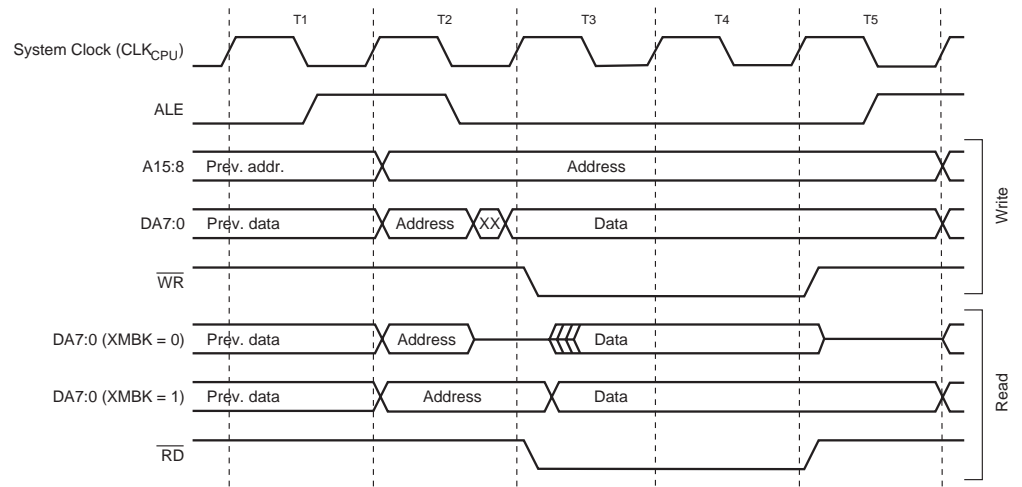 T1 T2 T3 T4 T5
System Clock (CLKCPU)
ALE
A15:8 Prev. addr. Address
DA7:0 Prev. data Address XX Data
WR
Write
DA7:0 (XMBK = 0) Prev. data Address Data
DA7:0 (XMBK = 1) Prev. data Address Data
RD
Read